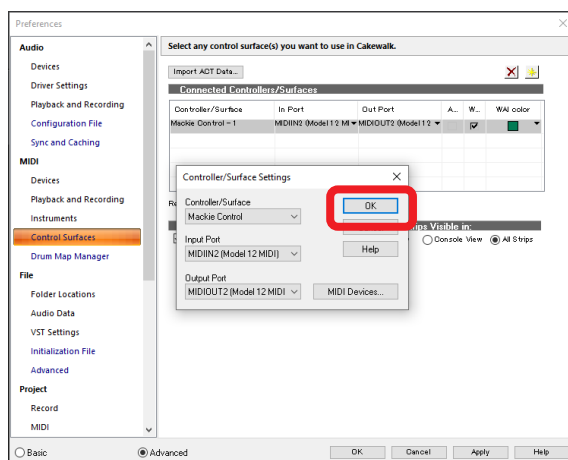 Preferences
Audio
Devices
Driver Settings
Playback and Recording
Configuration File
Sync and Caching
MIDI
Devices
Playback and Recording
Instruments
Control Surfaces
Drum Map Manager
File
Folder Locations
Audio Data
VST Settings
Initialization File
Advanced
Project
Record
MIDI
Basic
Advanced
Select any control surface(s) you want to use in Cakewalk.
Import ACT Data...
Connected Controllers/Surfaces
Controller/Surface In Port Out Port A... W... WAI color
Mackie Control - 1 MIDIIN2 (Model 12 MI MIDIOUT2 (Model 12
Controller/Surface Settings
Controller/Surface
Mackie Control
Input Port
MIDIIN2 (Model 12 MIDI)
Output Port
MIDIOUT2 (Model 12 MIDI
OK
Help
MIDI Devices...
Visible in:
Console View All Strips
OK Cancel Apply Help